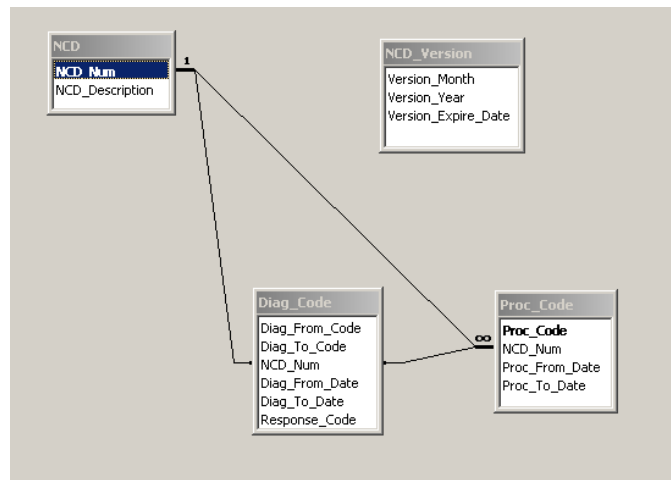 NCD
NCD_Num
NCD_Description
1
NCD_Version
Version_Month
Version_Year
Version_Expire_Date
Diag_Code
Diag_From_Code
Diag_To_Code
NCD_Num
Diag_From_Date
Diag_To_Date
Response_Code
∞
Proc_Code
Proc_Code
NCD_Num
Proc_From_Date
Proc_To_Date